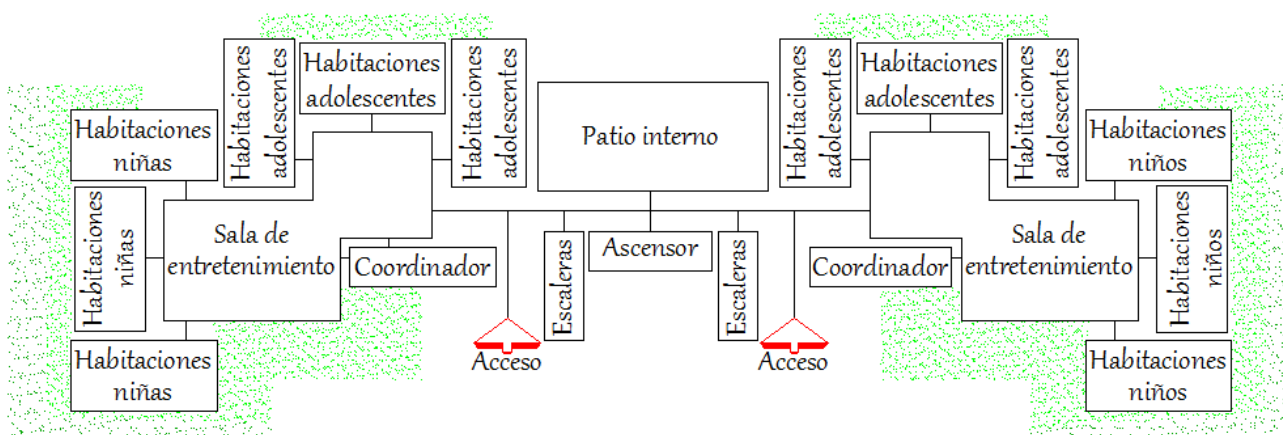 Habitaciones
niñas
Habitaciones
niñas
Habitaciones
niñas
Habitaciones
adolescentes
Habitaciones
adolescentes
Habitaciones
adolescentes
Sala de
entretenimiento
Coordinador
Acceso
Escaleras
Patio interno
Ascensor
Escaleras
Acceso
Habitaciones
adolescentes
Habitaciones
adolescentes
Habitaciones
adolescentes
Coordinador
Sala de
entretenimiento
Habitaciones
niños
Habitaciones
niños
Habitaciones
niños